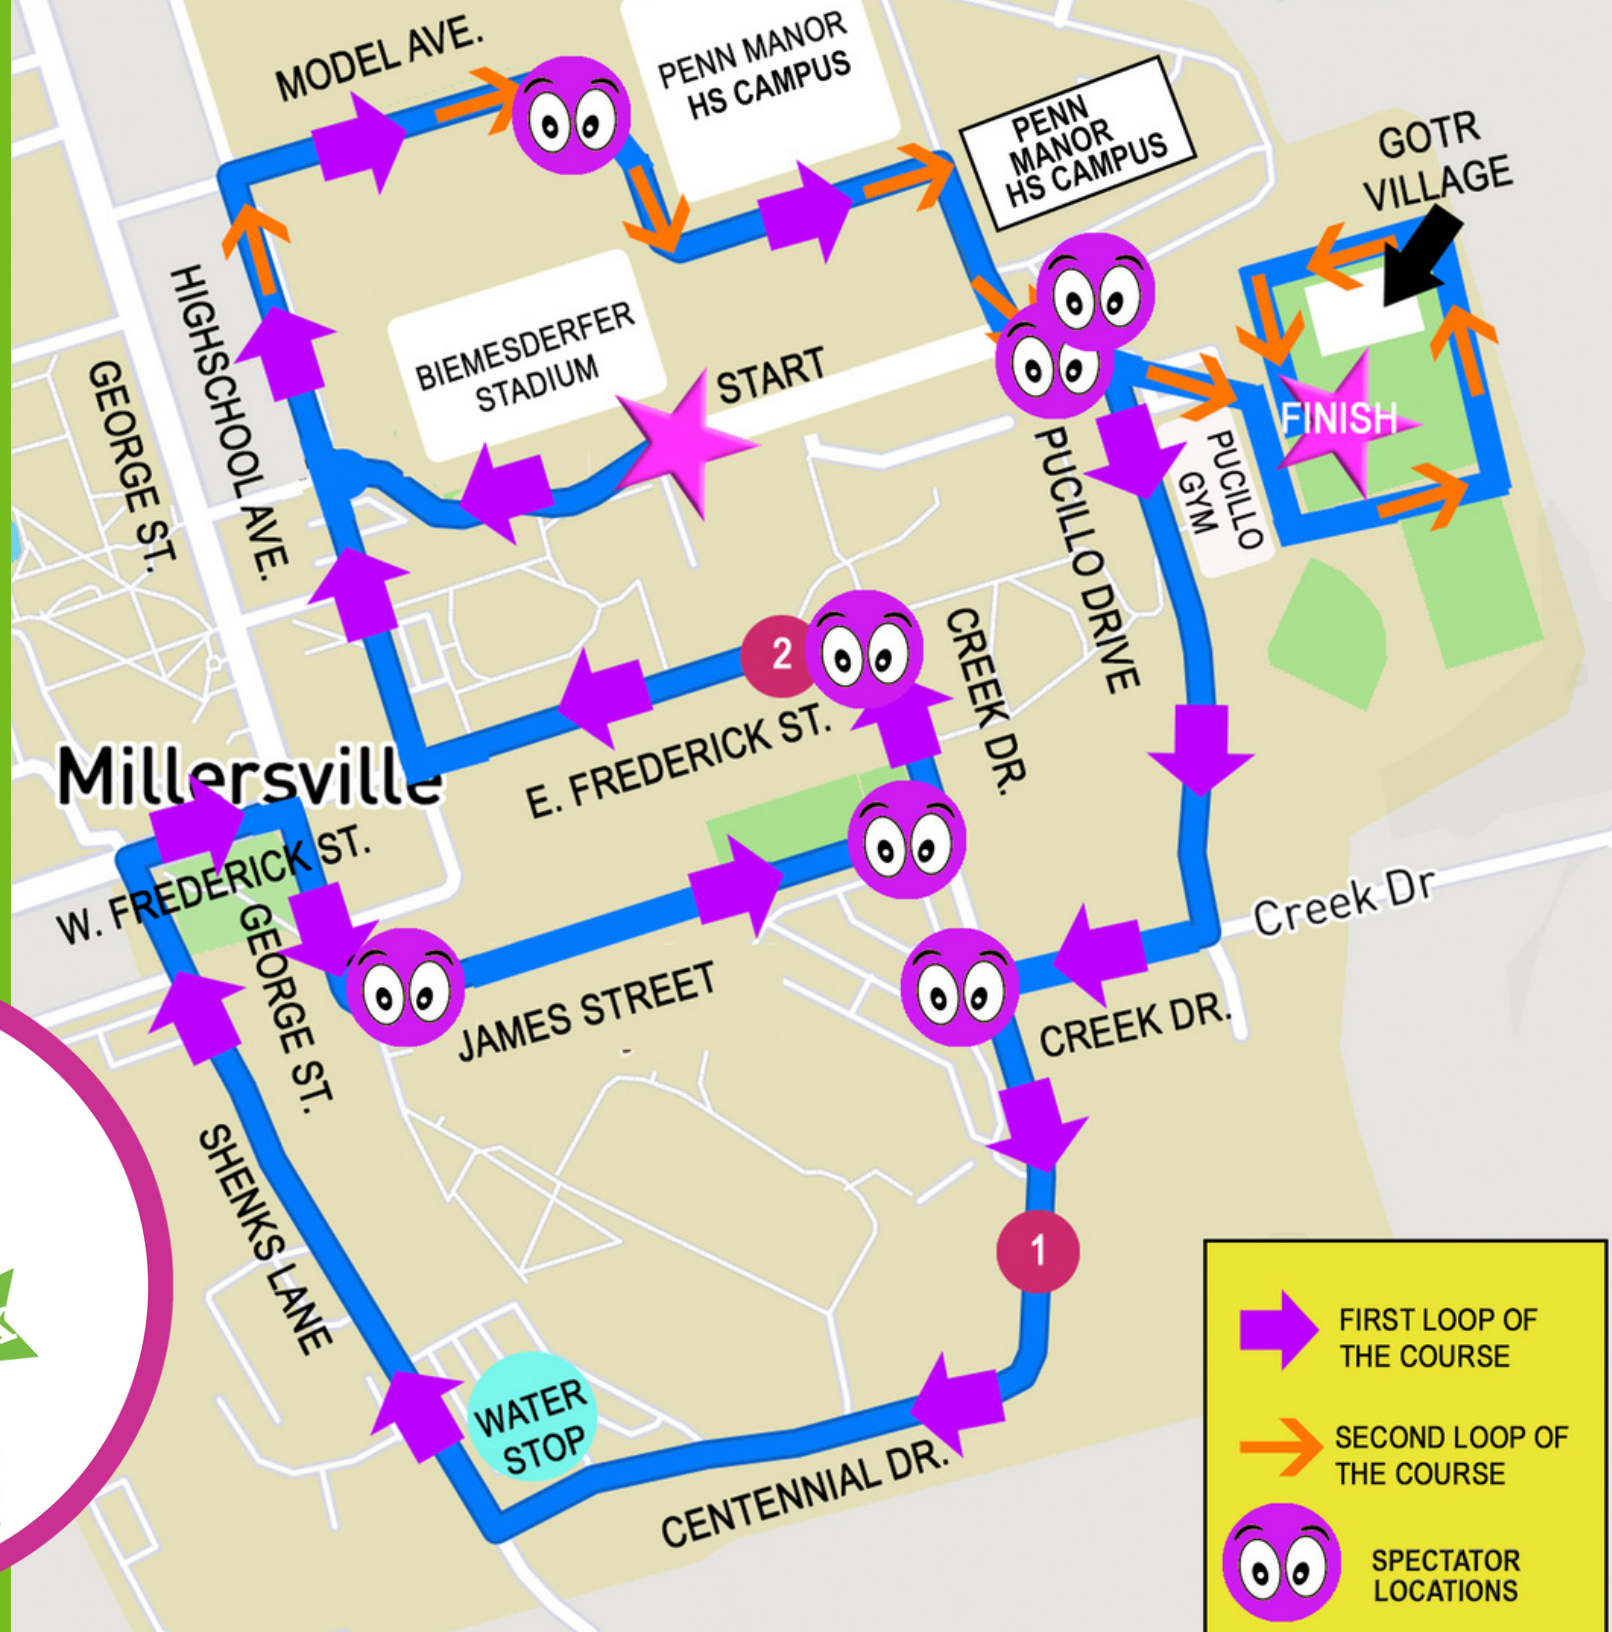 MODEL AVE.
PENN MANOR
HS CAMPUS
PENN
MANOR
HS CAMPUS
GOTR
VILLAGE
HIGHSCHOOL AVE.
GEORGE ST.
BIEMESDERFER
STADIUM
START
FINISH
PUCILLO
GYM
PUCILLO DRIVE
2
CREEK DR.
E. FREDERICK ST.
Millersville
W. FREDERICK ST.
GEORGE ST.
JAMES STREET
Creek Dr
CREEK DR.
SHENKS LANE
1
WATER
STOP
CENTENNIAL DR.
FIRST LOOP OF
THE COURSE
SECOND LOOP OF
THE COURSE
SPECTATOR
LOCATIONS